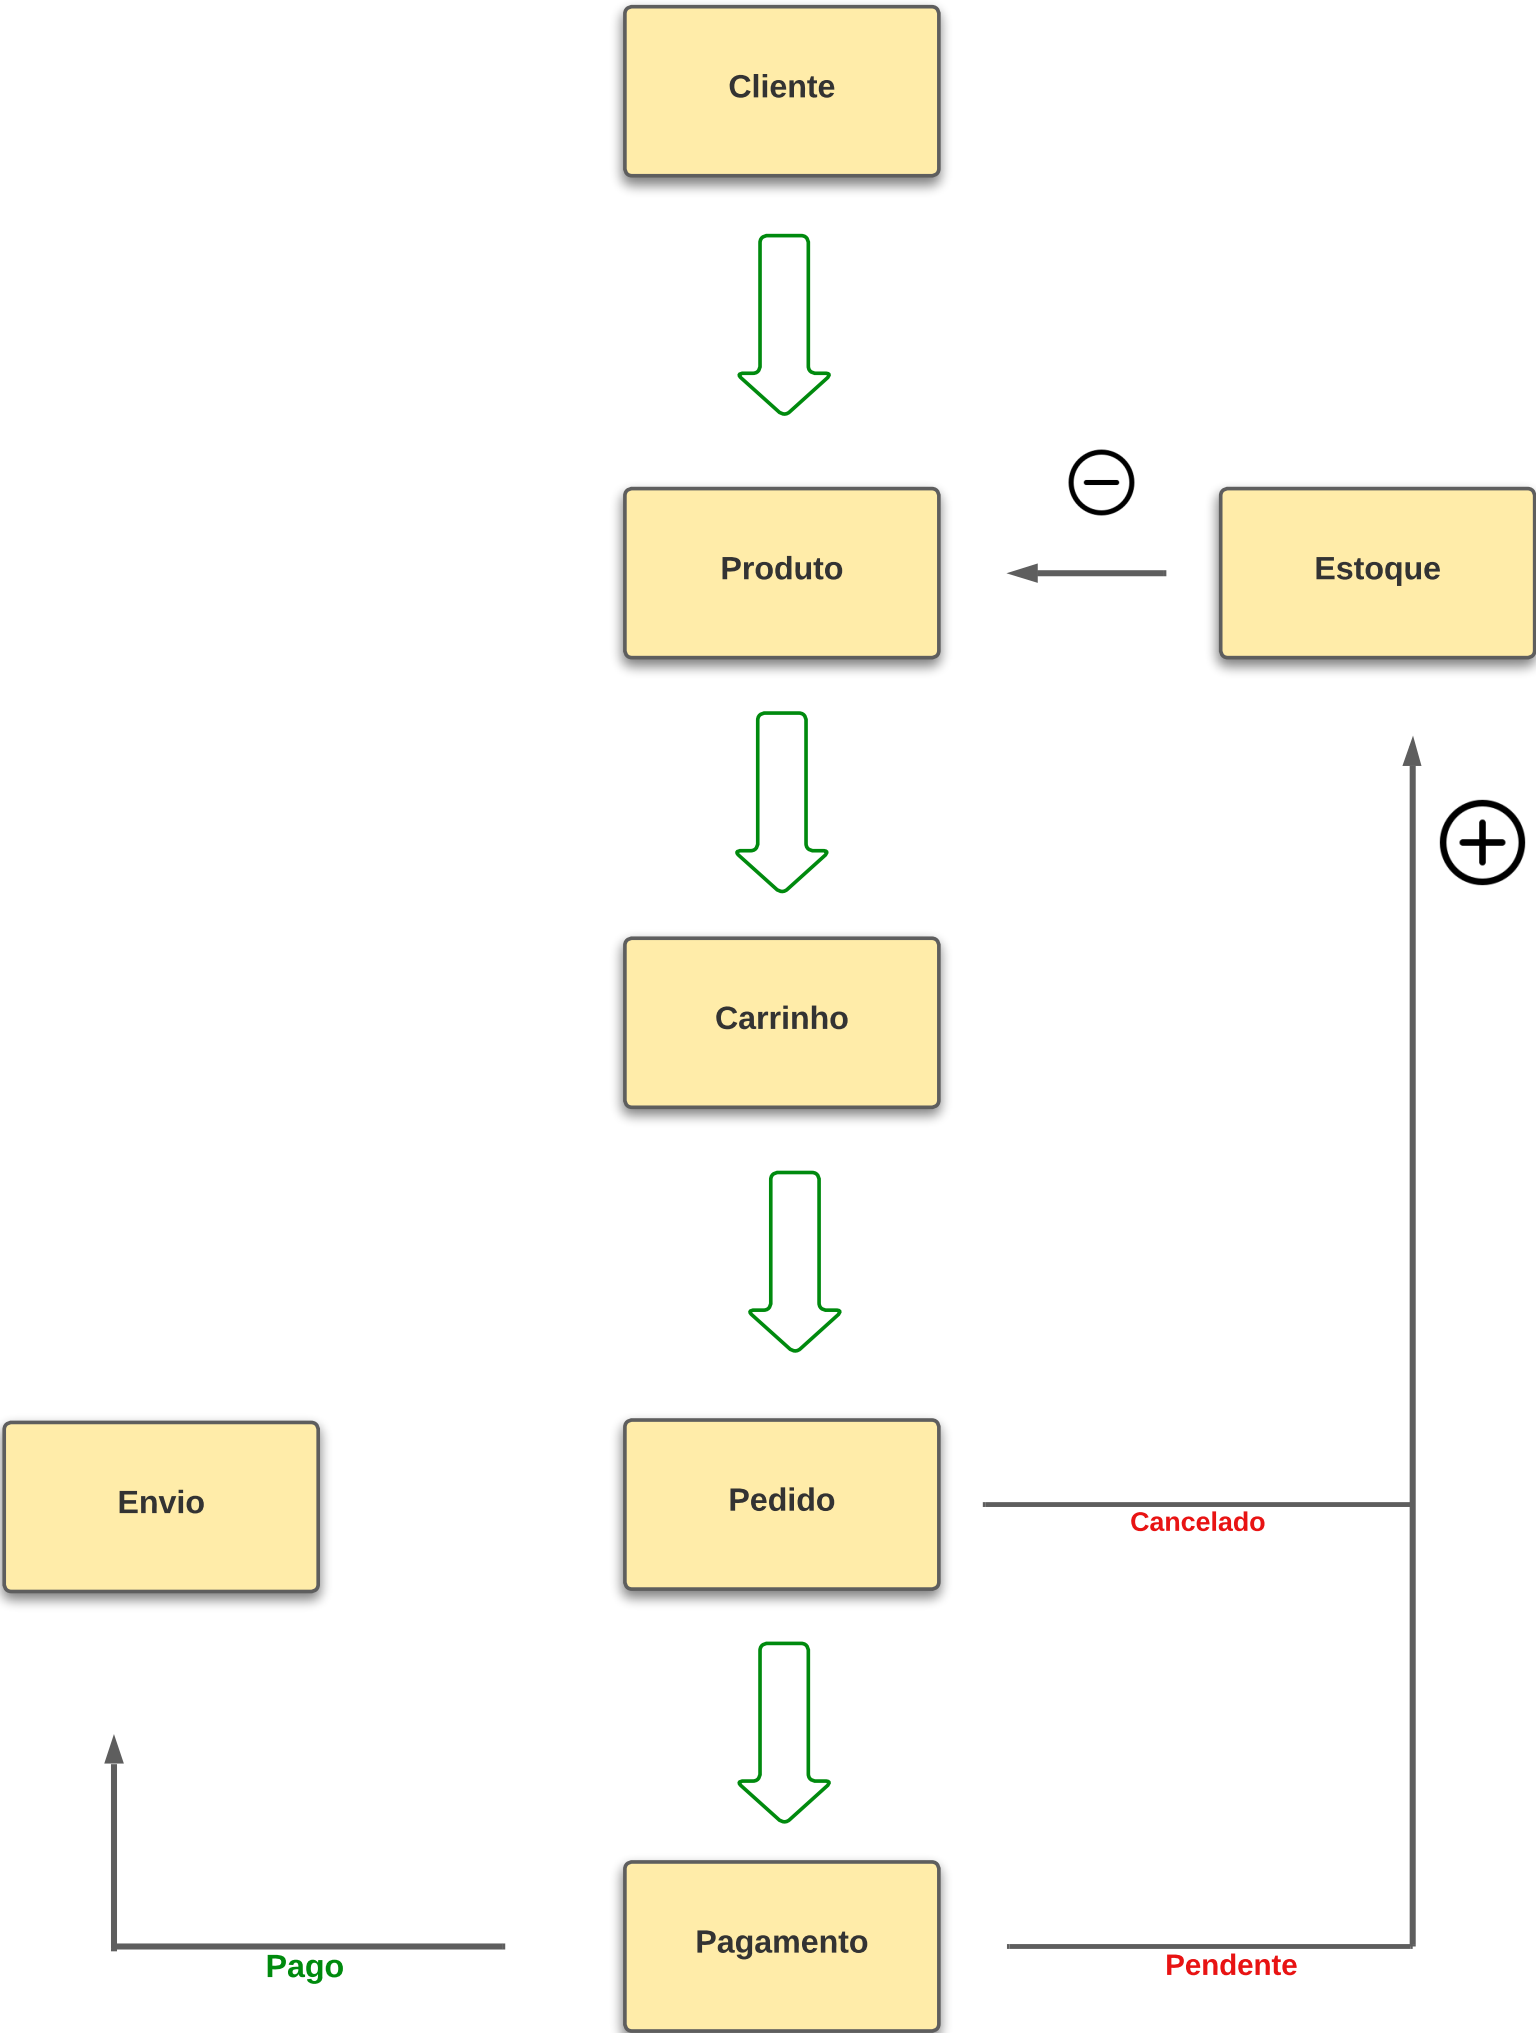 Cliente
Produto
Estoque
Carrinho
Envio
Pedido
Cancelado
Pagamento
Pago
Pendente